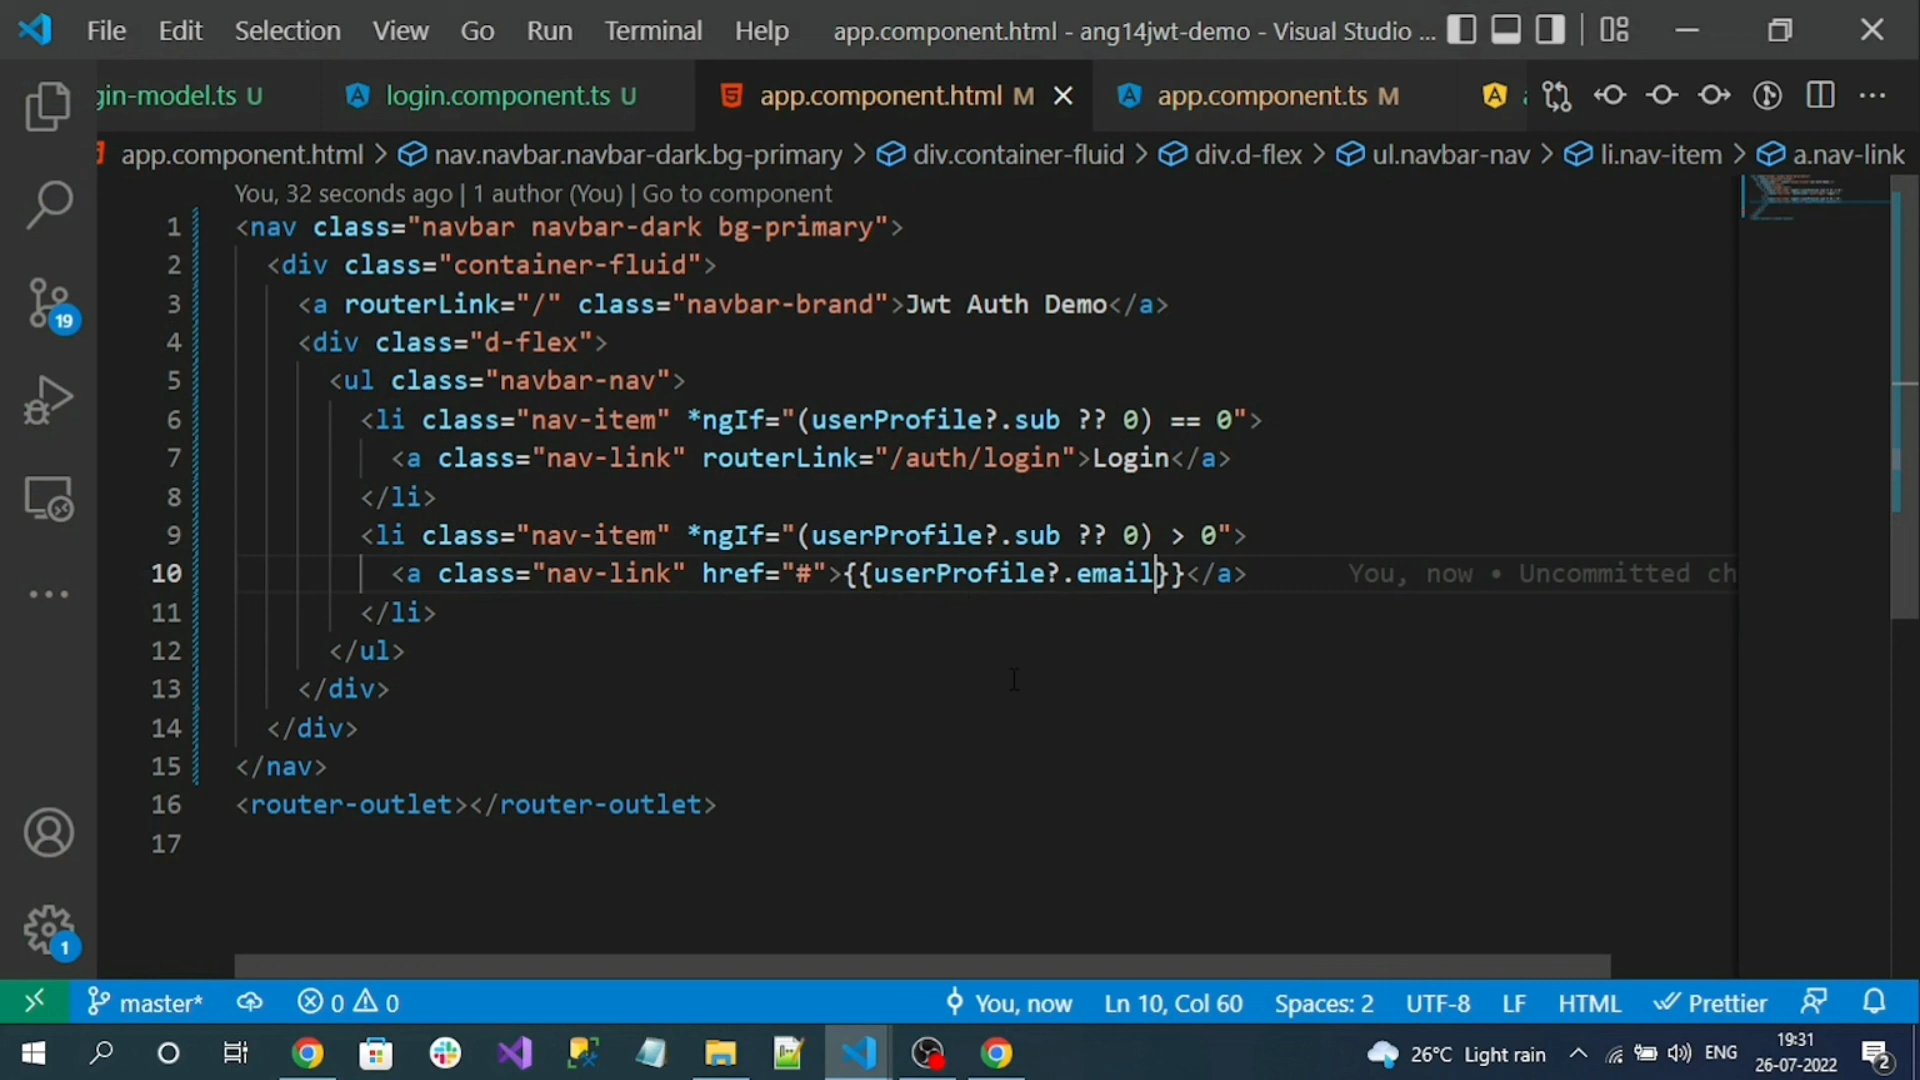 File Edit Selection View Go Run Terminal Help app.component.html - ang14jwt-demo - Visual Studio ...
gin-model.ts U login.component.ts U app.component.html M app.component.ts M
app.component.html > nav.navbar.navbar-dark.bg-primary > div.container-fluid > div.d-flex > ul.navbar-nav > li.nav-item > a.nav-link
You, 32 seconds ago | 1 author (You) | Go to component
1 <nav class="navbar navbar-dark bg-primary">
2 <div class="container-fluid">
3 <a routerLink="/" class="navbar-brand">Jwt Auth Demo</a>
4 <div class="d-flex">
5 <ul class="navbar-nav">
6 <li class="nav-item" *ngIf="(userProfile?.sub ?? 0) == 0">
7 <a class="nav-link" routerLink="/auth/login">Login</a>
8 </li>
9 <li class="nav-item" *ngIf="(userProfile?.sub ?? 0) > 0">
10 <a class="nav-link" href="#">{{userProfile?.email}}</a> You, now • Uncommitted ch
11 </li>
12 </ul>
13 </div>
14 </div>
15 </nav>
16 <router-outlet></router-outlet>
17
19
1
master* 0 0 You, now Ln 10, Col 60 Spaces: 2 UTF-8 LF HTML Prettier
26°C Light rain ENG 19:31
26-07-2022 2